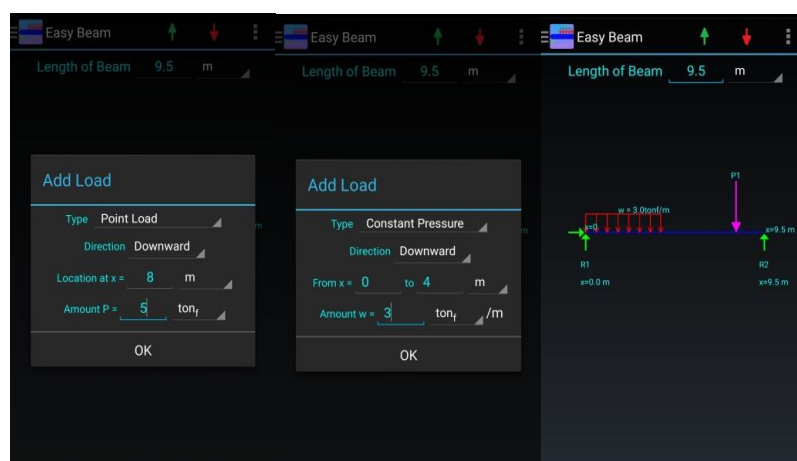 Easy Beam
Length of Beam 9.5 m
Add Load
Type Point Load
Direction Downward
Location at x = 8 m
Amount P = 5 tonf
OK
m
Easy Beam
Length of Beam 9.5 m
Add Load
Type Constant Pressure
Direction Downward
From x = 0 to 4 m
Amount w = 3 tonf /m
OK
m
Easy Beam
Length of Beam 9.5 m
P1
w = 3.0tonf/m
x=0
x=9.5 m
R1
R2
x=0.0 m
x=9.5 m